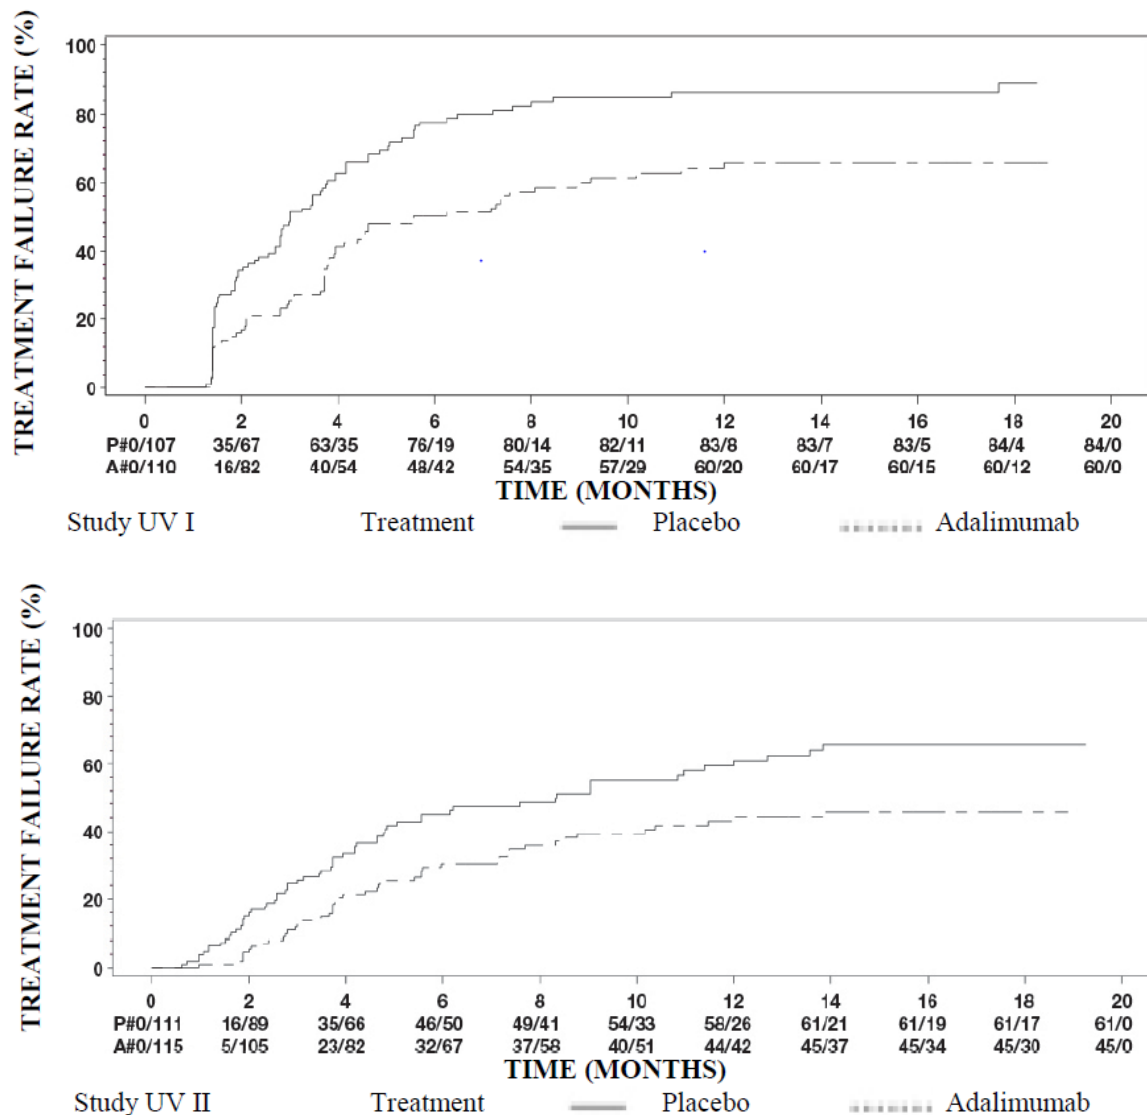 TREATMENT FAILURE RATE (%)
100
80
60
40
20
0
0 2 4 6 8 10 12 14 16 18 20
P#0/107 35/67 63/35 76/19 80/14 82/11 83/8 83/7 83/5 84/4 84/0
A#0/110 16/82 40/54 48/42 54/35 57/29 60/20 60/17 60/15 60/12 60/0
TIME (MONTHS)
Study UV I Treatment Placebo Adalimumab
TREATMENT FAILURE RATE (%)
100
80
60
40
20
0
0 2 4 6 8 10 12 14 16 18 20
P#0/111 16/89 35/66 46/50 49/41 54/33 58/26 61/21 61/19 61/17 61/0
A#0/115 5/105 23/82 32/67 37/58 40/51 44/42 45/37 45/34 45/30 45/0
TIME (MONTHS)
Study UV II Treatment Placebo Adalimumab